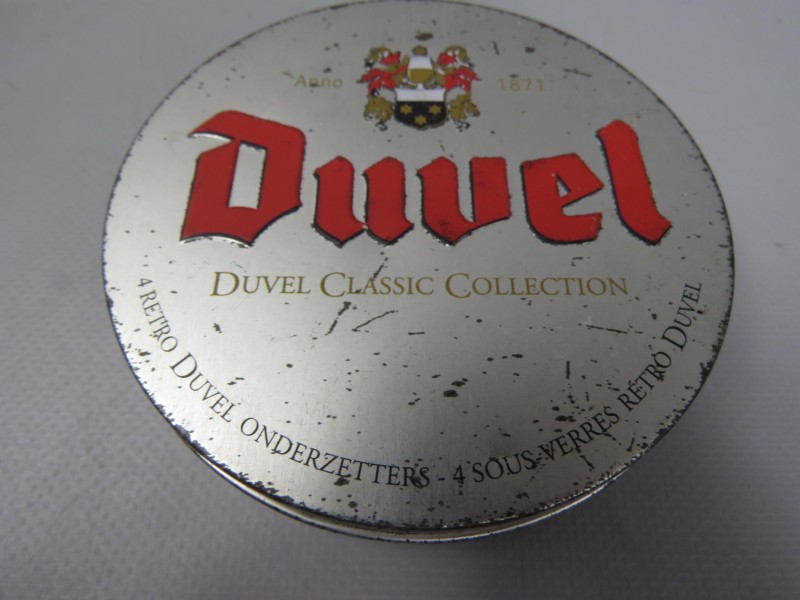 Anno 1871
Duvel
DUVEL CLASSIC COLLECTION
4 RETRO DUVEL ONDERZETTERS - 4 SOUS-VERRES RETRO DUVEL